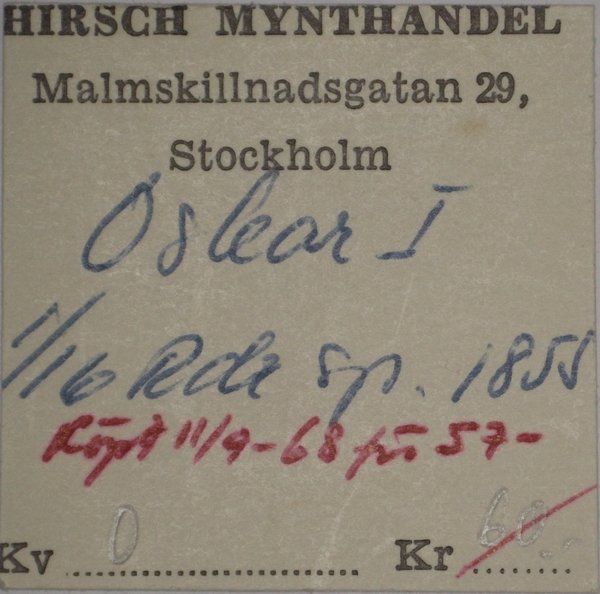 HIRSCH MYNTHANDEL
Malmskillnadsgatan 29,
Stockholm
Oskar I
1/16 Rdr sp. 1855
Köpt 11/9-68 för 57-
Kv 0 Kr 60..